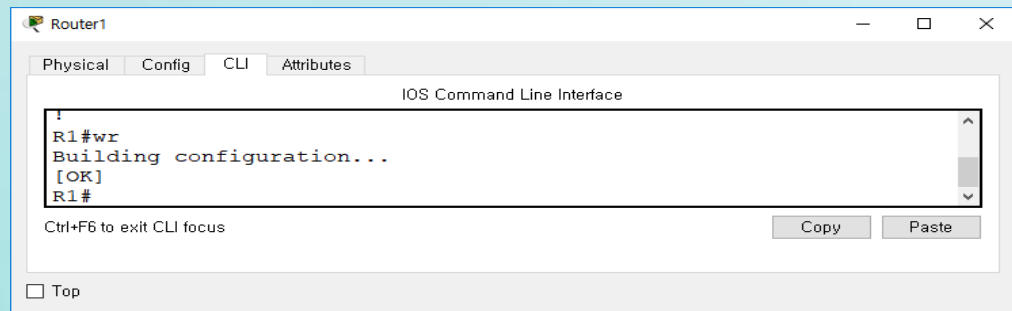 Router1
Physical Config CLI Attributes
IOS Command Line Interface
!
R1#wr
Building configuration...
[OK]
R1#
Ctrl+F6 to exit CLI focus
Copy Paste
Top